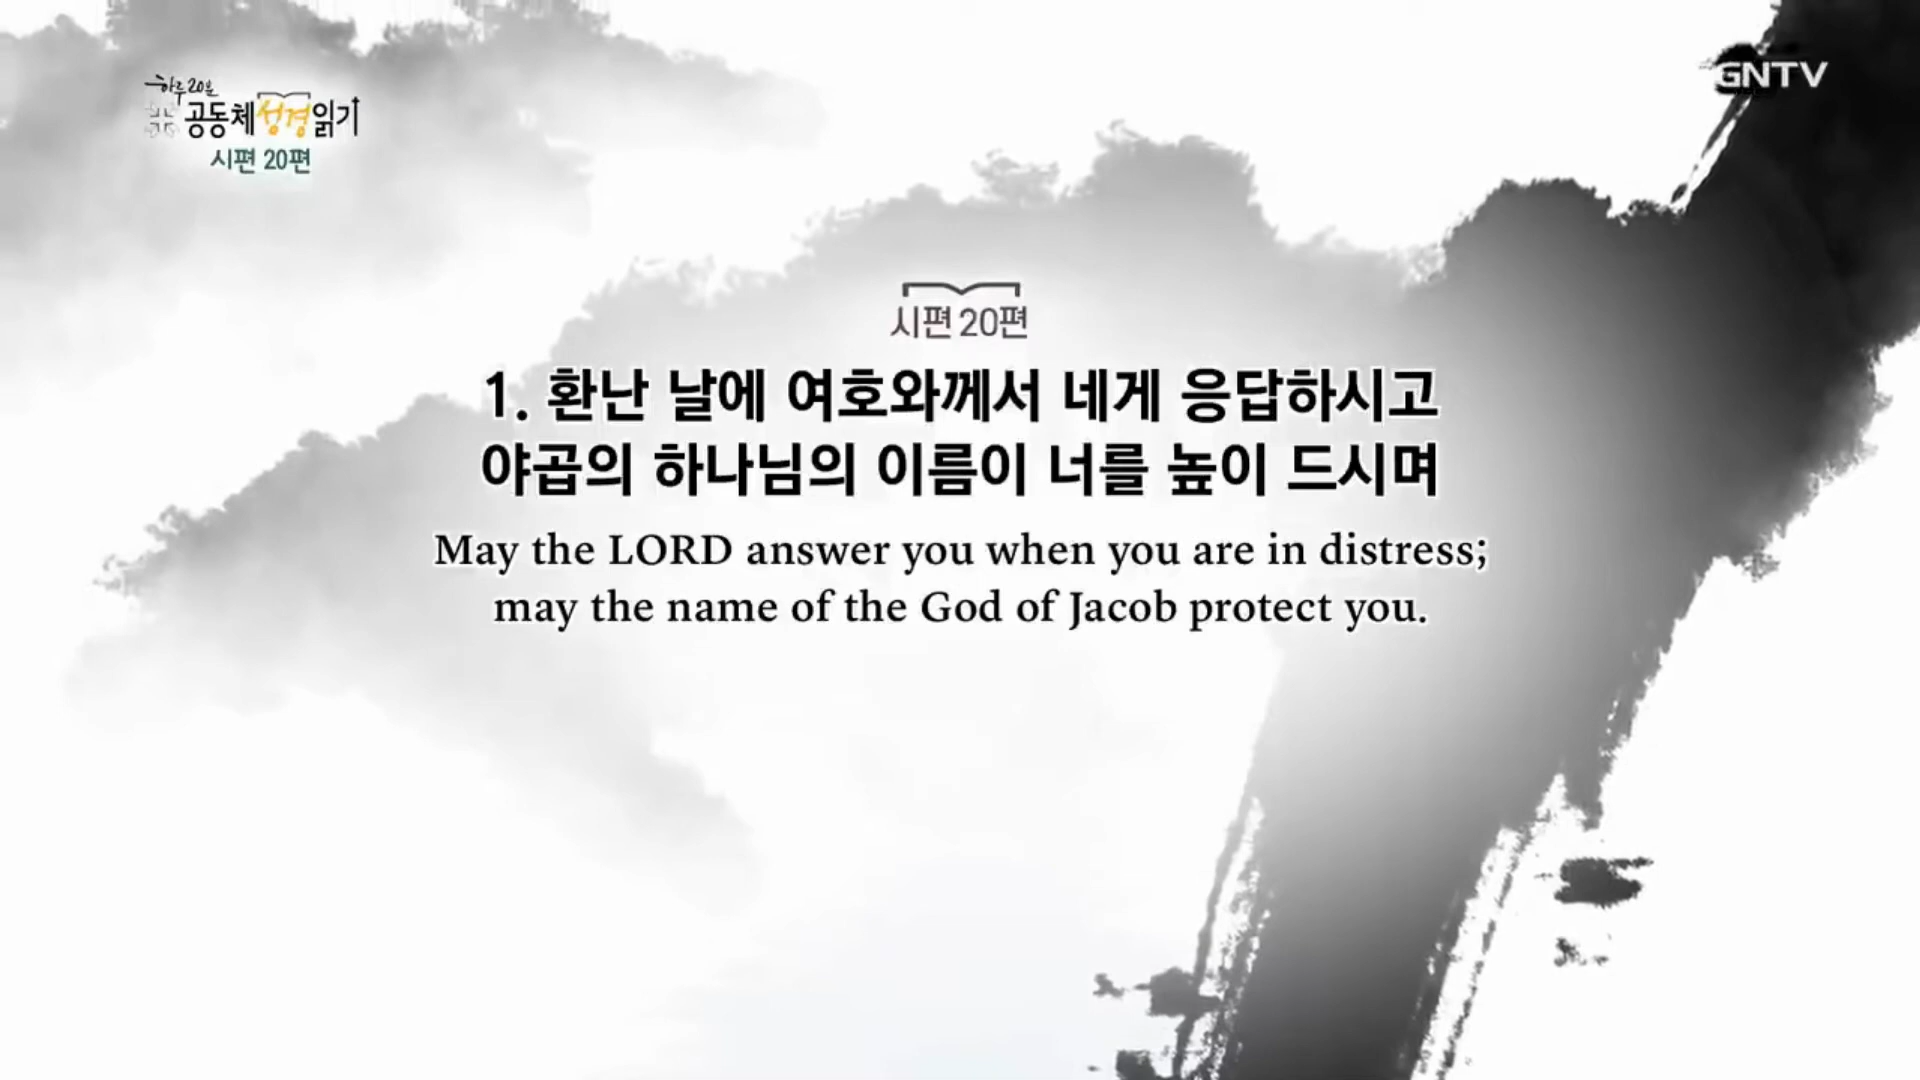 하루 20분
공동체성경읽기
시편 20편
GNTV
시편 20편
1. 환난 날에 여호와께서 네게 응답하시고
야곱의 하나님의 이름이 너를 높이 드시며
May the LORD answer you when you are in distress;
may the name of the God of Jacob protect you.